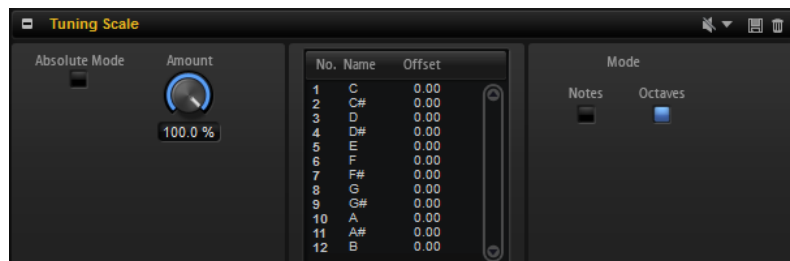 Tuning Scale
Absolute Mode Amount
100.0 %
No. Name Offset
1 C 0.00
2 C# 0.00
3 D 0.00
4 D# 0.00
5 E 0.00
6 F 0.00
7 F# 0.00
8 G 0.00
9 G# 0.00
10 A 0.00
11 A# 0.00
12 B 0.00
Mode
Notes Octaves